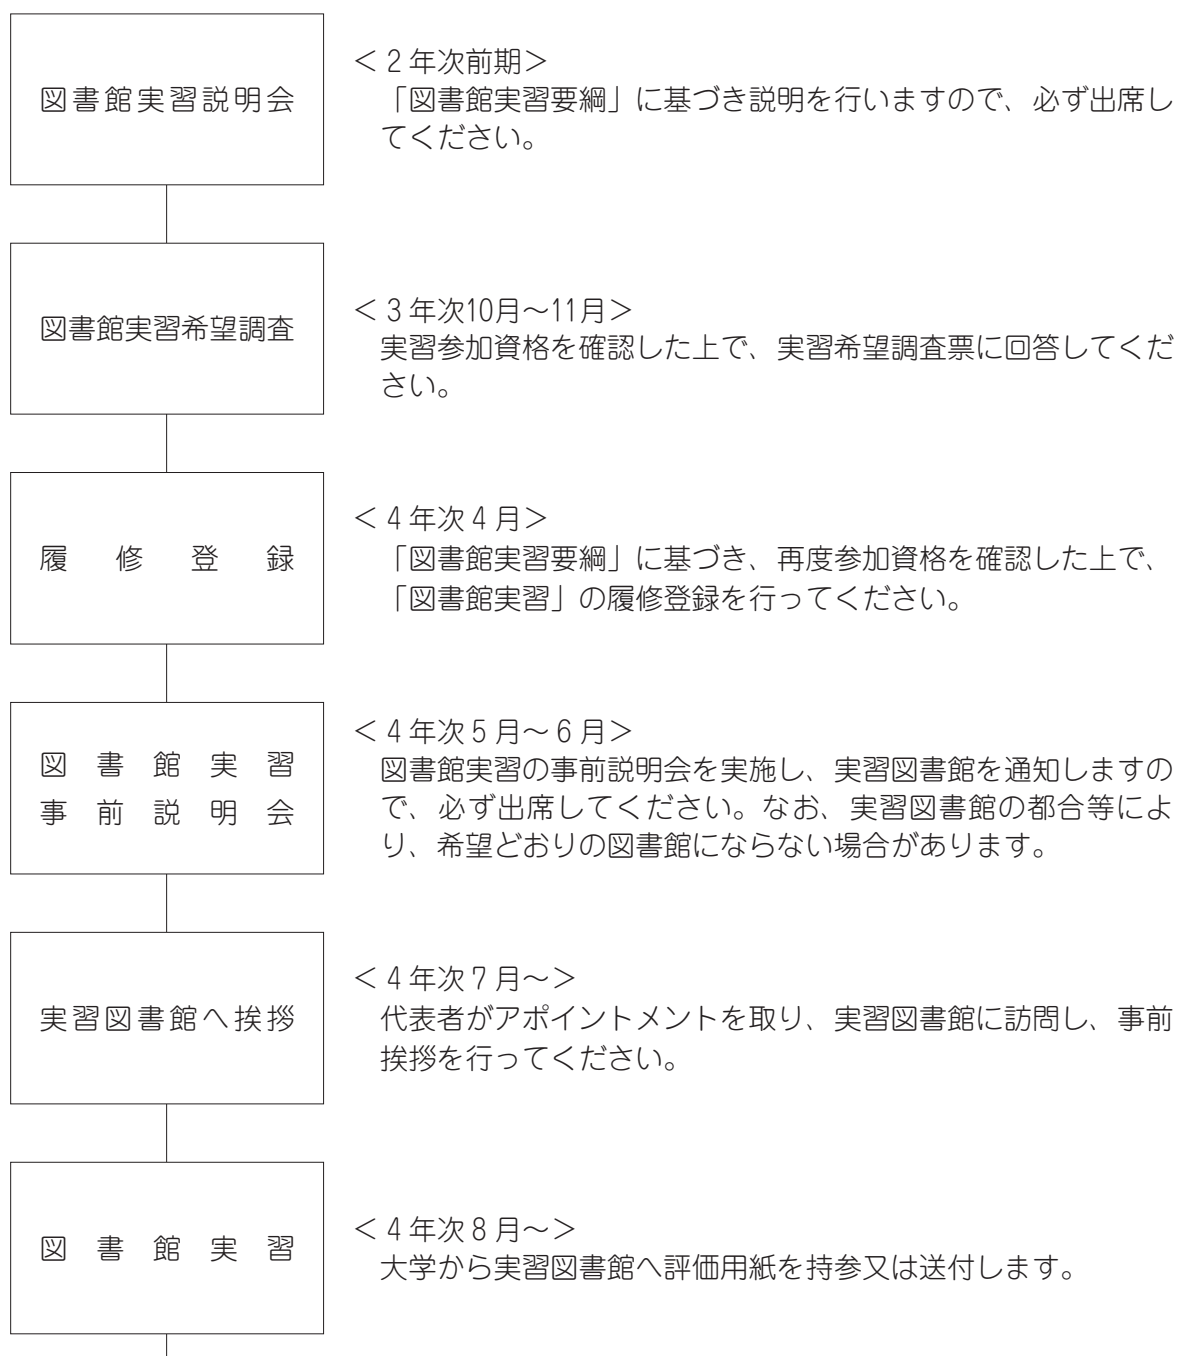 図書館実習説明会
＜２年次前期＞
「図書館実習要綱」に基づき説明を行いますので、必ず出席し
てください。
図書館実習希望調査
＜３年次10月～11月＞
実習参加資格を確認した上で、実習希望調査票に回答してくだ
さい。
履修登録
＜４年次４月＞
「図書館実習要綱」に基づき、再度参加資格を確認した上で、
「図書館実習」の履修登録を行ってください。
図書館実習
事前説明会
＜４年次５月～６月＞
図書館実習の事前説明会を実施し、実習図書館を通知しますの
で、必ず出席してください。なお、実習図書館の都合等によ
り、希望どおりの図書館にならない場合があります。
実習図書館へ挨拶
＜４年次７月～＞
代表者がアポイントメントを取り、実習図書館に訪問し、事前
挨拶を行ってください。
図書館実習
＜４年次８月～＞
大学から実習図書館へ評価用紙を持参又は送付します。